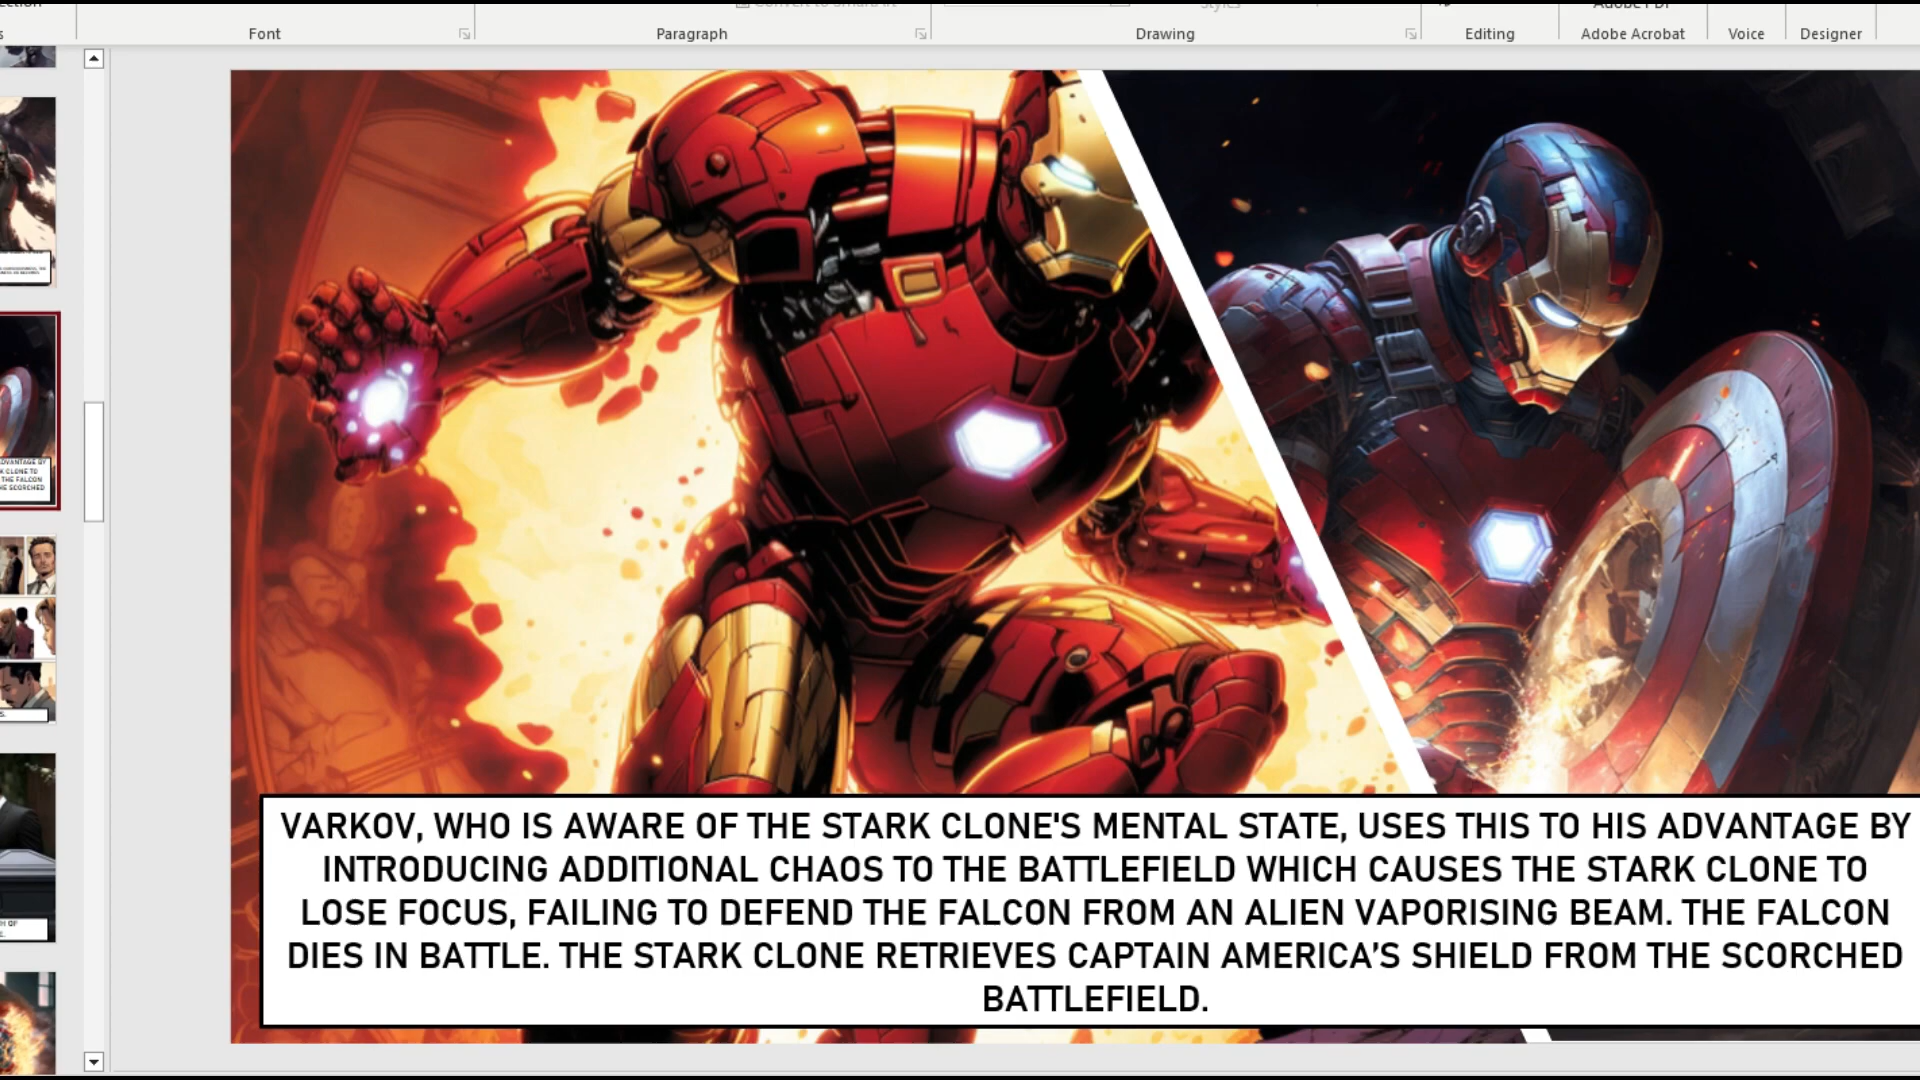 Font
Paragraph
Drawing
Editing
Adobe Acrobat
Voice
Designer
VARKOV, WHO IS AWARE OF THE STARK CLONE'S MENTAL STATE, USES THIS TO HIS ADVANTAGE BY
INTRODUCING ADDITIONAL CHAOS TO THE BATTLEFIELD WHICH CAUSES THE STARK CLONE TO
LOSE FOCUS, FAILING TO DEFEND THE FALCON FROM AN ALIEN VAPORISING BEAM. THE FALCON
DIES IN BATTLE. THE STARK CLONE RETRIEVES CAPTAIN AMERICA’S SHIELD FROM THE SCORCHED
BATTLEFIELD.